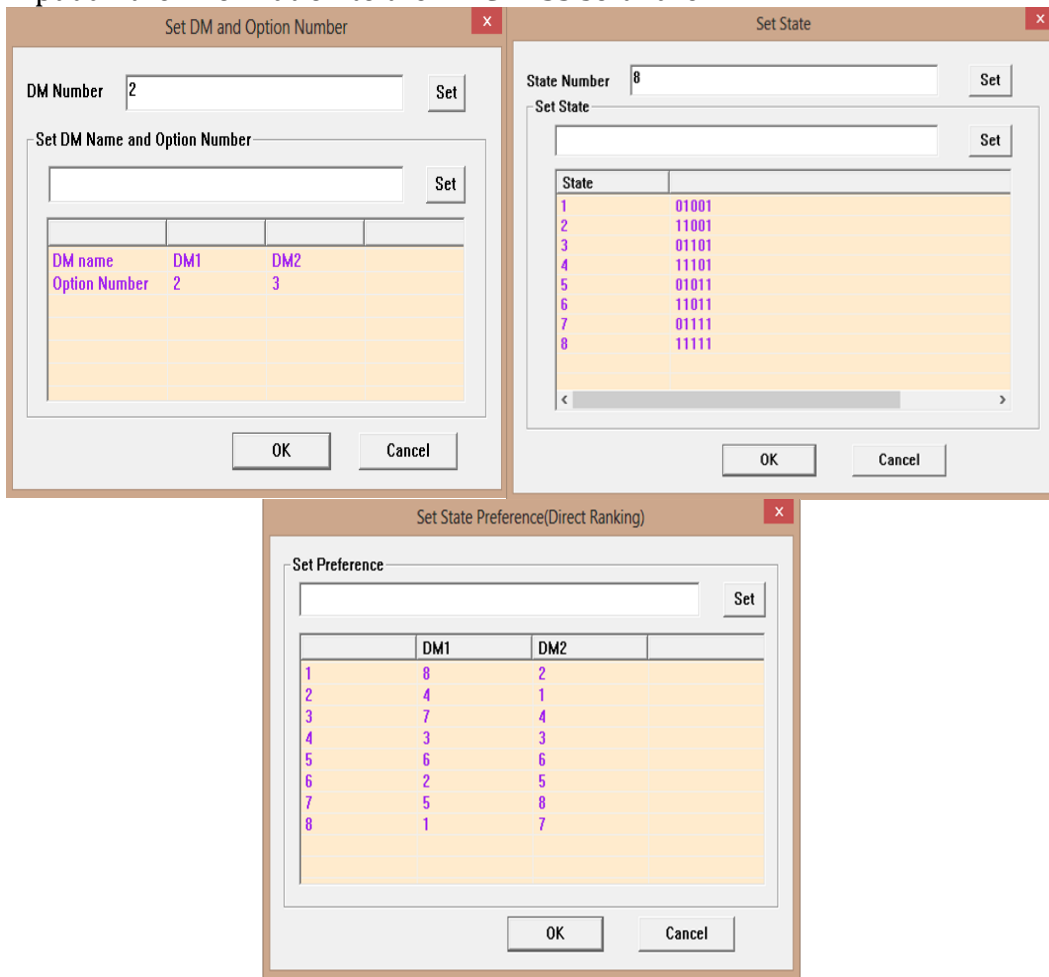 Set DM and Option Number x
DM Number 2 Set
Set DM Name and Option Number
Set
DM name DM1 DM2
Option Number 2 3
OK Cancel
Set State x
State Number 8 Set
Set State
Set
State
1 01001
2 11001
3 01101
4 11101
5 01011
6 11011
7 01111
8 11111
< >
OK Cancel
Set State Preference(Direct Ranking) x
Set Preference
Set
DM1 DM2
1 8 2
2 4 1
3 7 4
4 3 3
5 6 6
6 2 5
7 5 8
8 1 7
OK Cancel